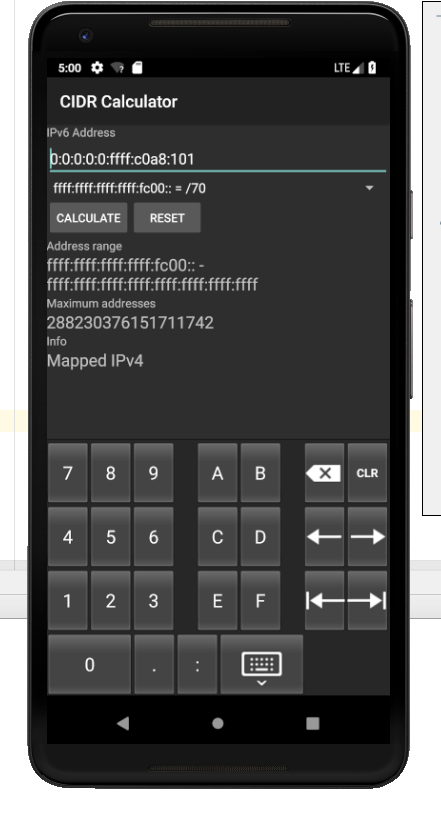 5:00 LTE
CIDR Calculator
IPv6 Address
0:0:0:0:0:ffff:c0a8:101
ffff:ffff:ffff:ffff:fc00:: = /70
CALCULATE RESET
Address range
ffff:ffff:ffff:ffff:fc00:: -
ffff:ffff:ffff:ffff:ffff:ffff:ffff:ffff
Maximum addresses
288230376151711742
Info
Mapped IPv4
7 8 9 A B CLR
4 5 6 C D
1 2 3 E F
0 . :